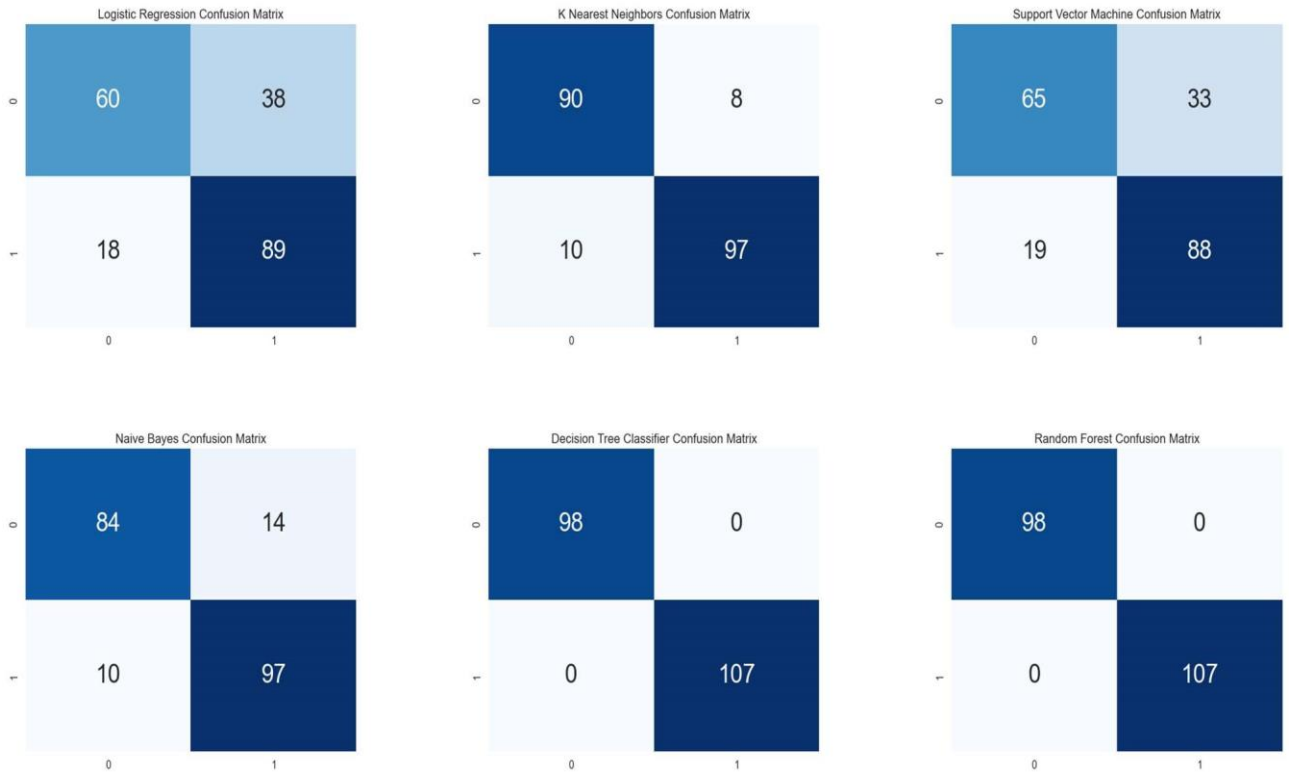 Logistic Regression Confusion Matrix
0 60 38
1 18 89
0 1
K Nearest Neighbors Confusion Matrix
0 90 8
1 10 97
0 1
Support Vector Machine Confusion Matrix
0 65 33
1 19 88
0 1
Naive Bayes Confusion Matrix
0 84 14
1 10 97
0 1
Decision Tree Classifier Confusion Matrix
0 98 0
1 0 107
0 1
Random Forest Confusion Matrix
0 98 0
1 0 107
0 1